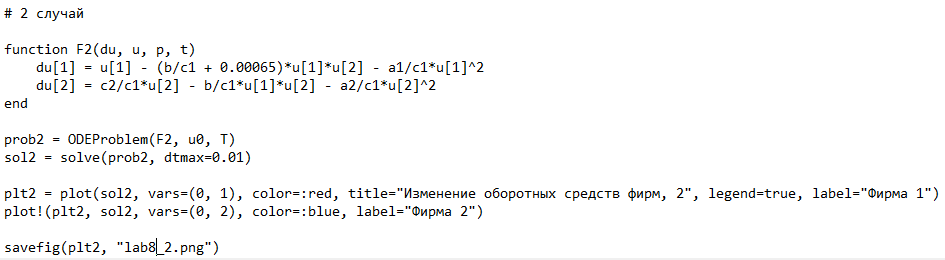 # 2 случай
function F2(du, u, p, t)
    du[1] = u[1] - (b/c1 + 0.00065)*u[1]*u[2] - a1/c1*u[1]^2
    du[2] = c2/c1*u[2] - b/c1*u[1]*u[2] - a2/c1*u[2]^2
end
prob2 = ODEProblem(F2, u0, T)
sol2 = solve(prob2, dtmax=0.01)
plt2 = plot(sol2, vars=(0, 1), color=:red, title="Изменение оборотных средств фирм, 2", legend=true, label="Фирма 1")
plot!(plt2, sol2, vars=(0, 2), color=:blue, label="Фирма 2")
savefig(plt2, "lab8_2.png")